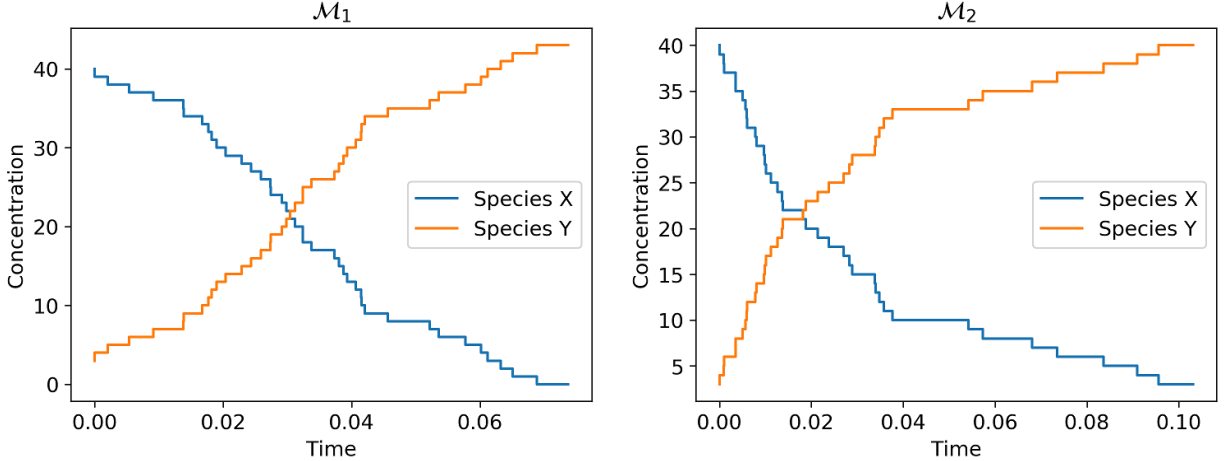 ℳ₁
Concentration
40
30
20
10
0
Species X
Species Y
0.00 0.02 0.04 0.06
Time
ℳ₂
Concentration
40
35
30
25
20
15
10
5
Species X
Species Y
0.00 0.02 0.04 0.06 0.08 0.10
Time